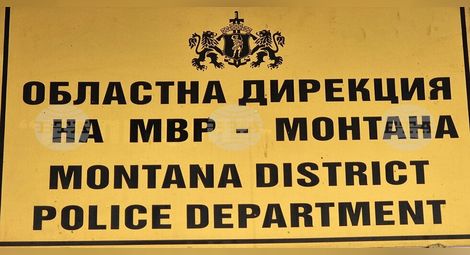 ОБЛАСТНА ДИРЕКЦИЯ
НА МВР - МОНТАНА
MONTANA DISTRICT
POLICE DEPARTMENT